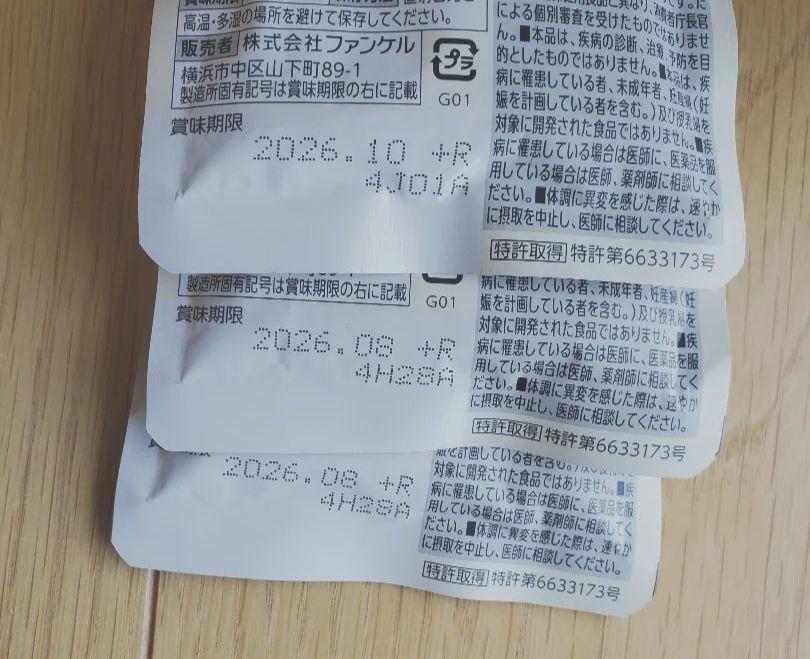 高温・多湿の場所を避けて保存してください。
販売者 株式会社ファンケル
横浜市中区山下町89-1
製造所固有記号は賞味期限の右に記載
プラ
G01
賞味期限
2026.10 +R
4J01A
による個別審査を受けたものではありませ
ん。■本品は、疾病の診断、治療、予防を目
的としたものではありません。■本品は、疾
病に罹患している者、未成年者、妊産婦(妊
娠を計画している者を含む。)及び授乳婦を
対象に開発された食品ではありません。■疾
病に罹患している場合は医師に、医薬品を服
用している場合は医師、薬剤師に相談してく
ださい。■体調に異変を感じた際は、速やか
に摂取を中止し、医師に相談してください。
特許取得 特許第6633173号
製造所固有記号は賞味期限の右に記載
G01
賞味期限
2026.08 +R
4H28A
病に罹患している者、未成年者、妊産婦(妊
娠を計画している者を含む。)及び授乳婦を
対象に開発された食品ではありません。■疾
病に罹患している場合は医師に、医薬品を服
用している場合は医師、薬剤師に相談してく
ださい。■体調に異変を感じた際は、速やか
に摂取を中止し、医師に相談してください。
特許取得 特許第6633173号
2026.08 +R
4H28A
対象に開発された食品ではありません。■疾
病に罹患している場合は医師に、医薬品を服
用している場合は医師、薬剤師に相談してく
ださい。■体調に異変を感じた際は、速やか
に摂取を中止し、医師に相談してください。
特許取得 特許第6633173号